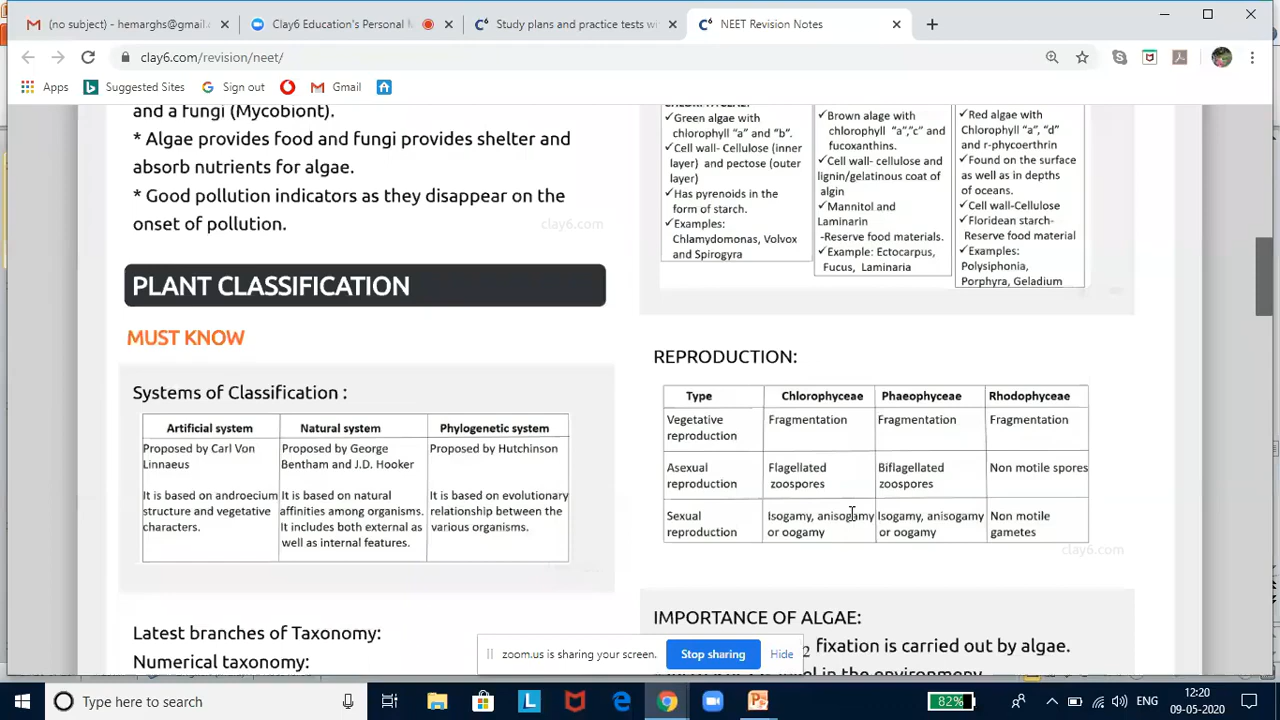 (no subject) - hemarghs@gmail.
Clay6 Education's Personal M
Study plans and practice tests wi
NEET Revision Notes
clay6.com/revision/neet/
Apps
Suggested Sites
Sign out
Gmail
and a fungi (Mycobiont).
* Algae provides food and fungi provides shelter and
absorb nutrients for algae.
* Good pollution indicators as they disappear on the
onset of pollution.
clay6.com
PLANT CLASSIFICATION
MUST KNOW
Systems of Classification :
Artificial system
Natural system
Phylogenetic system
Proposed by Carl Von
Linnaeus
Proposed by George
Bentham and J.D. Hooker
Proposed by Hutchinson
It is based on androecium
structure and vegetative
characters.
It is based on natural
affinities among organisms.
It includes both external as
well as internal features.
It is based on evolutionary
relationship between the
various organisms.
Latest branches of Taxonomy:
Numerical taxonomy:
✓Green algae with
chlorophyll "a" and "b".
✓Cell wall- Cellulose (inner
layer) and pectose (outer
layer)
✓Has pyrenoids in the
form of starch.
✓Examples:
Chlamydomonas, Volvox
and Spirogyra
✓Brown alage with
chlorophyll "a","c" and
fucoxanthins.
✓Cell wall- cellulose and
lignin/gelatinous coat of
algin
✓Mannitol and
Laminarin
-Reserve food materials.
✓Example: Ectocarpus,
Fucus, Laminaria
✓Red algae with
Chlorophyll "a", "d"
and r-phycoerthrin
✓Found on the surface
as well as in depths
of oceans.
✓Cell wall-Cellulose
✓Floridean starch-
Reserve food material
✓Examples:
Polysiphonia,
Porphyra, Geladium
REPRODUCTION:
Type
Chlorophyceae
Phaeophyceae
Rhodophyceae
Vegetative
reproduction
Fragmentation
Fragmentation
Fragmentation
Asexual
reproduction
Flagellated
zoospores
Biflagellated
zoospores
Non motile spores
Sexual
reproduction
Isogamy, anisogamy
or oogamy
Isogamy, anisogamy
or oogamy
Non motile
gametes
clay6.com
IMPORTANCE OF ALGAE:
2 fixation is carried out by algae.
level in the environmeny
zoom.us is sharing your screen.
Stop sharing
Hide
Type here to search
82%
ENG
12:20
09-05-2020